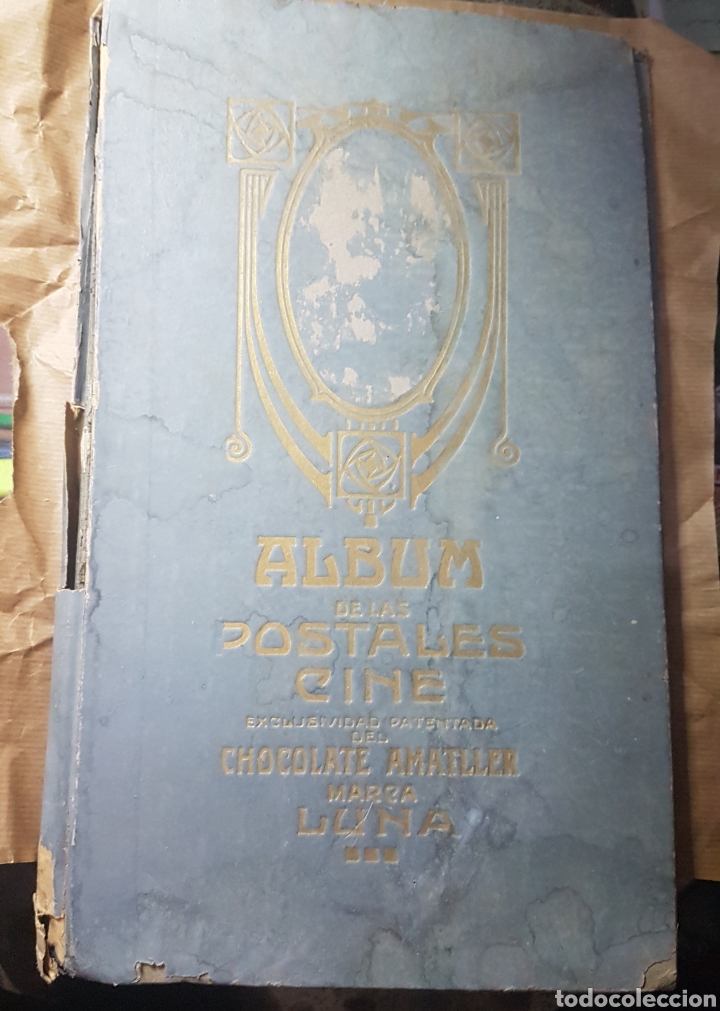 ALBUM
DE LAS
POSTALES
CINE
EXCLUSIVIDAD PATENTADA
DEL
CHOCOLATE AMATLLER
MARCA
LUNA
todocoleccion